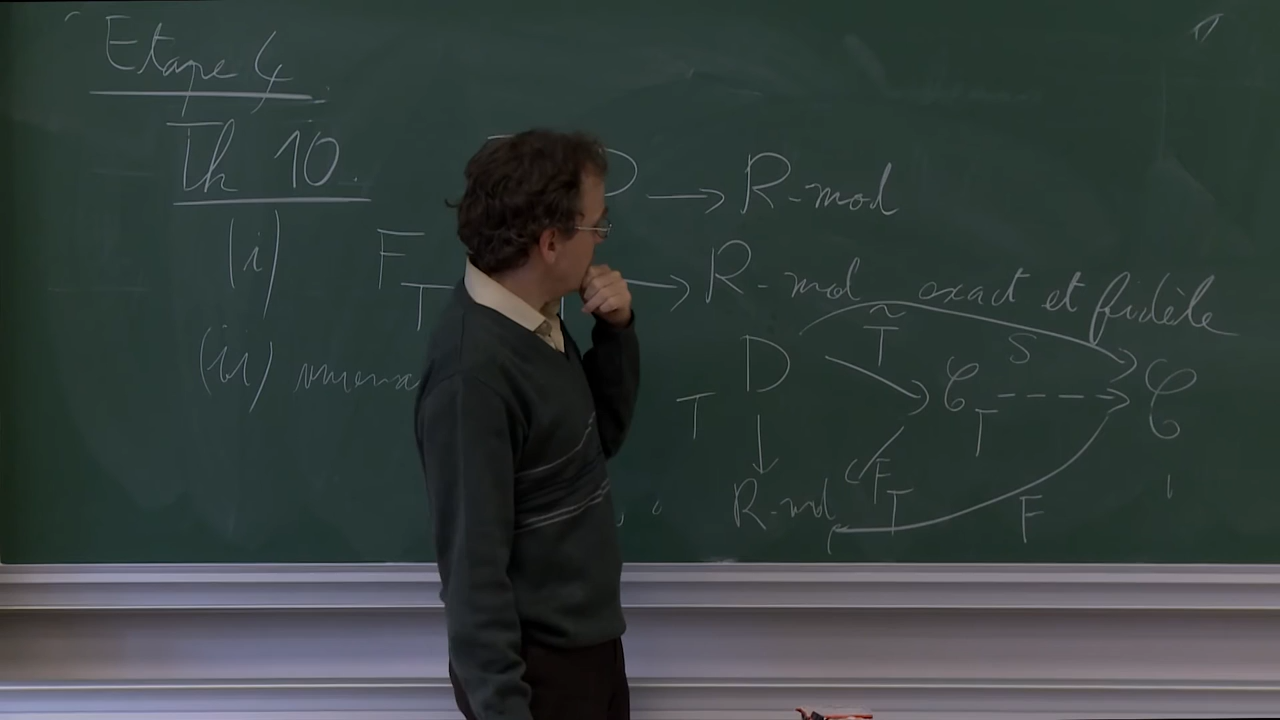 Etape 4
Th 10.
D → R-mod
(i) F_T → R-mod exact et fidèle
(ii)
T̃ S
D 𝒞_T 𝒞
T
F_T
R-mod F